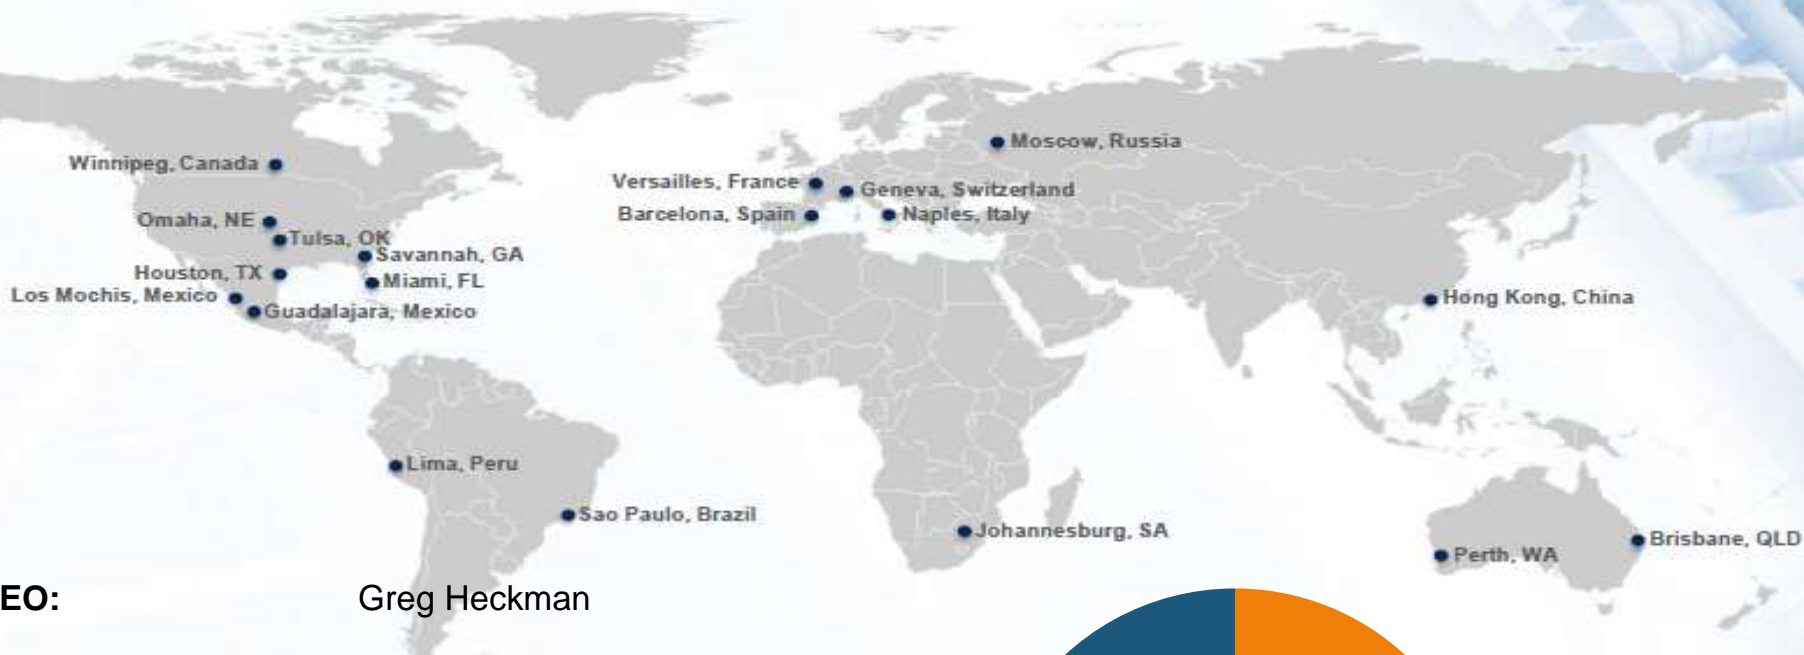 Moscow, Russia
Winnipeg, Canada
Versailles, France
Geneva, Switzerland
Barcelona, Spain
Naples, Italy
Omaha, NE
Tulsa, OK
Savannah, GA
Houston, TX
Miami, FL
Los Mochis, Mexico
Guadalajara, Mexico
Hong Kong, China
Lima, Peru
Sao Paulo, Brazil
Johannesburg, SA
Brisbane, QLD
Perth, WA
EO: Greg Heckman